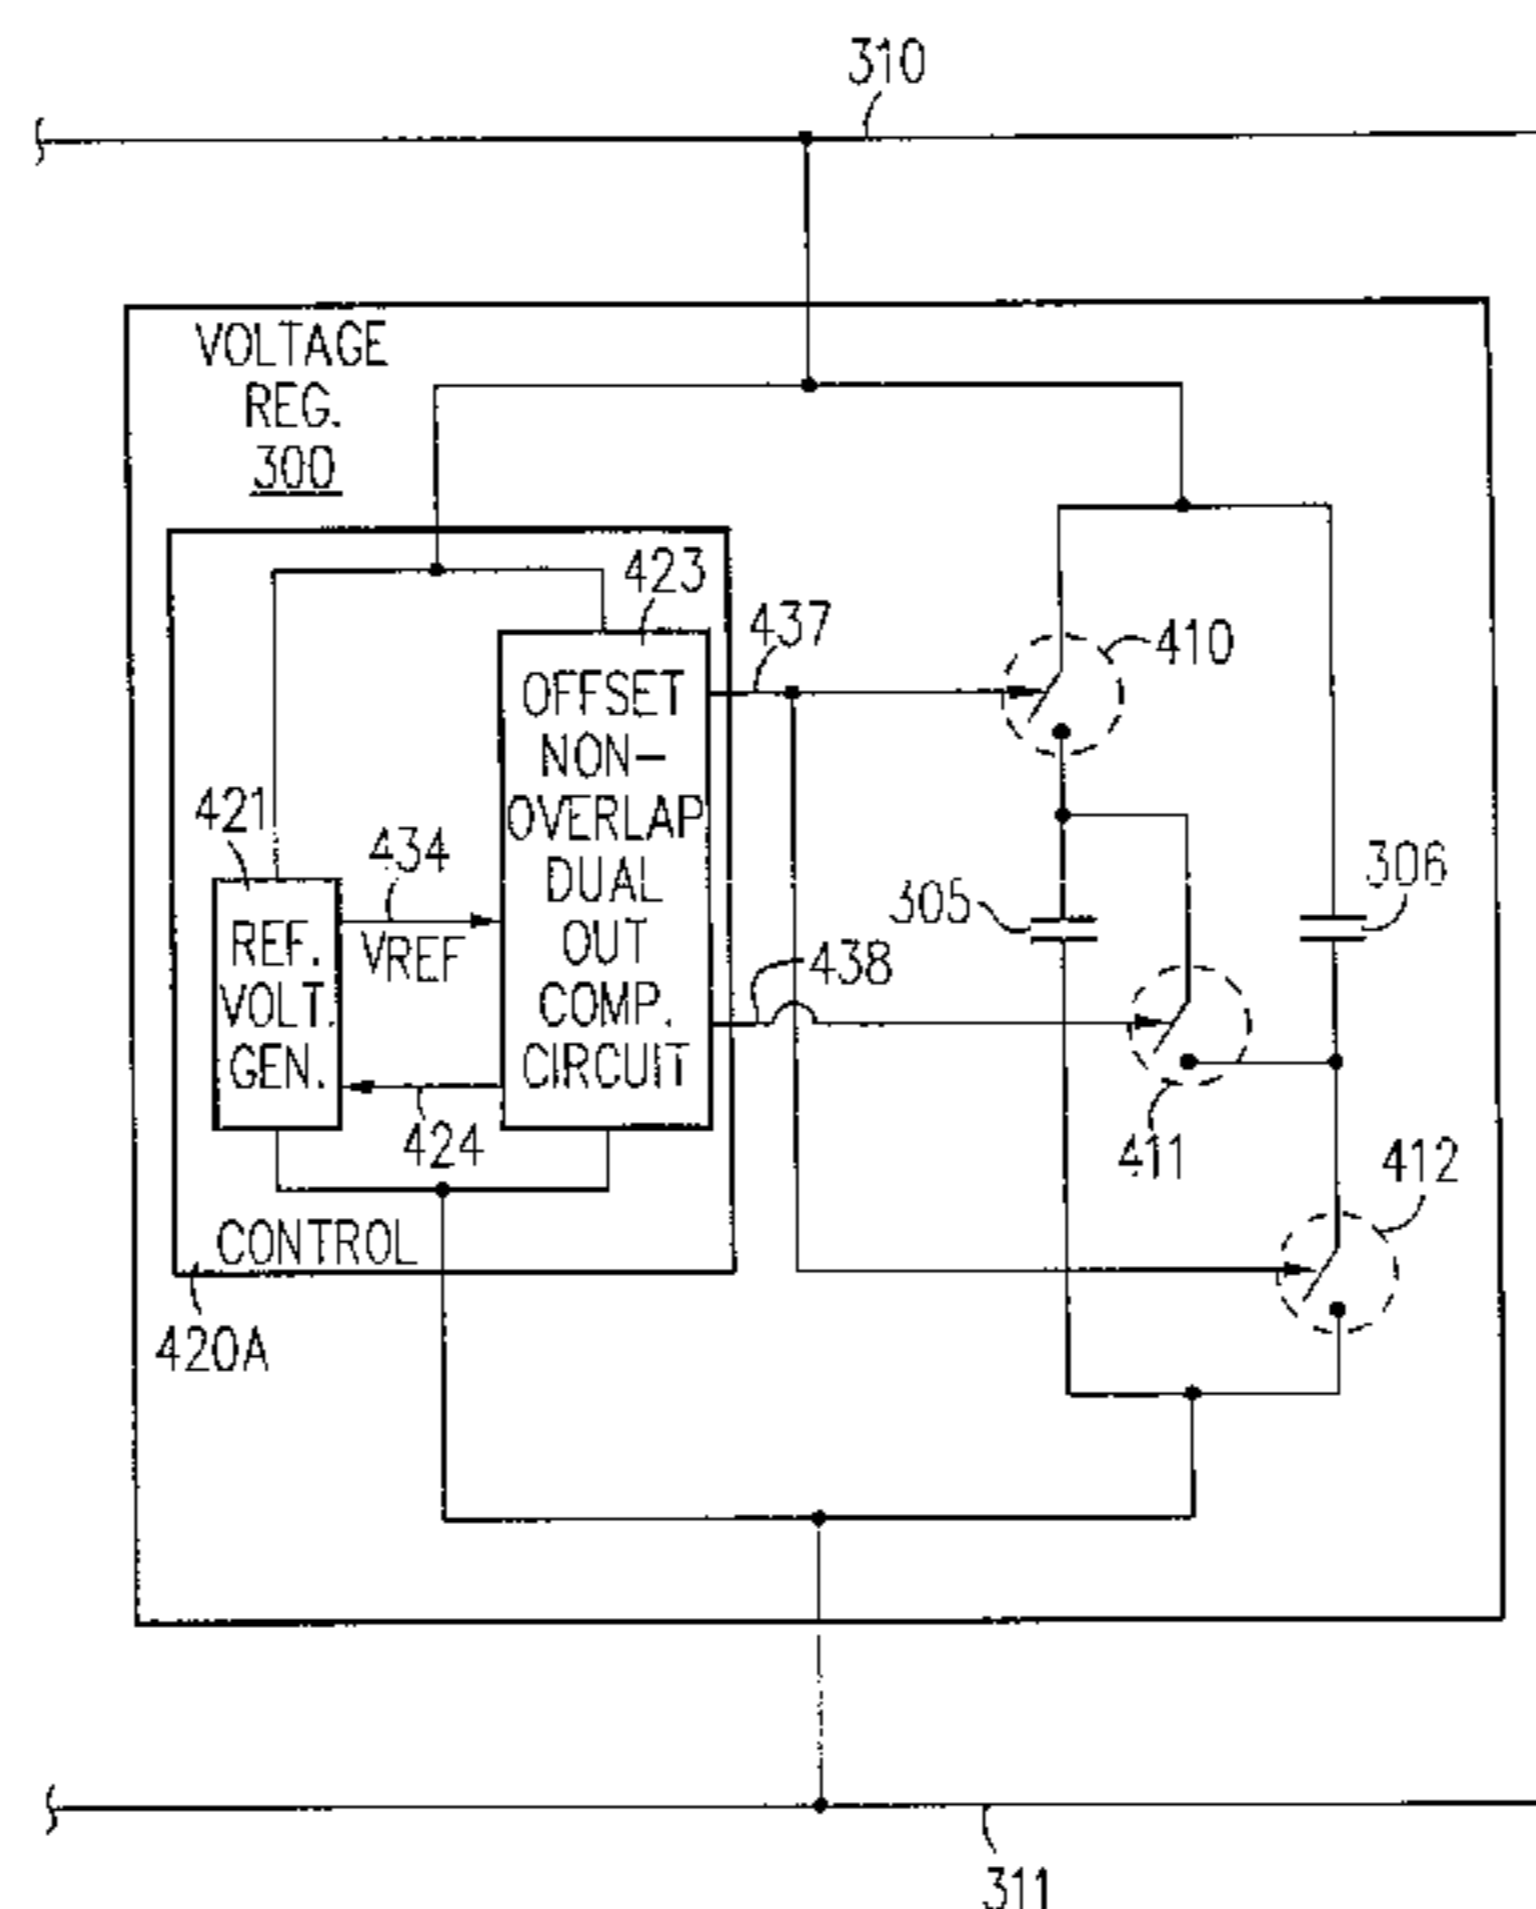 310
VOLTAGE
REG.
300
423
437
410
OFFSET
NON-
OVERLAP
DUAL
OUT
COMP.
CIRCUIT
421
434
VREF
REF.
VOLT.
GEN.
305
306
438
424
411
412
CONTROL
420A
311